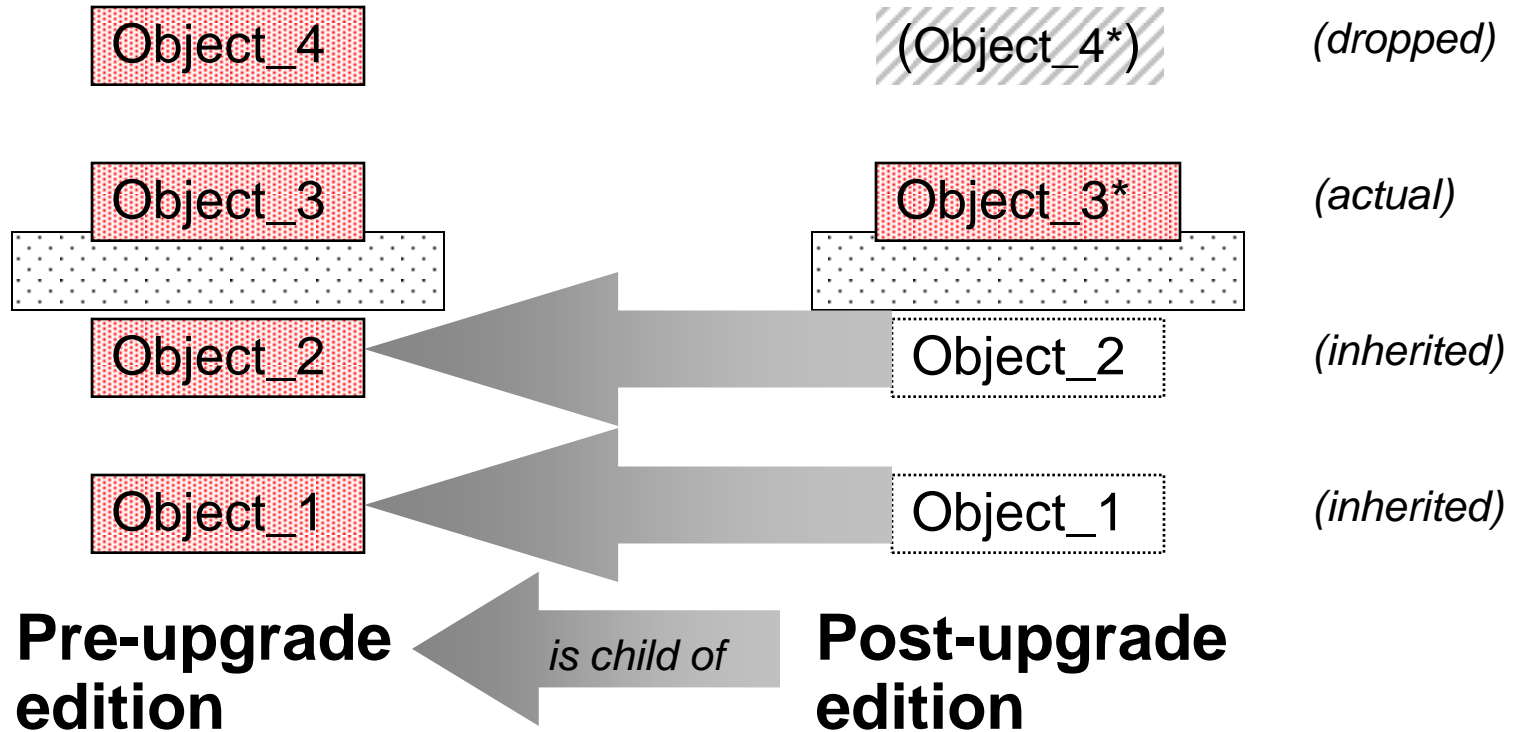 Object_4
(Object_4*)
(dropped)
Object_3
Object_3*
(actual)
Object_2
Object_2
(inherited)
Object_1
Object_1
(inherited)
Pre-upgrade
edition
is child of
Post-upgrade
edition